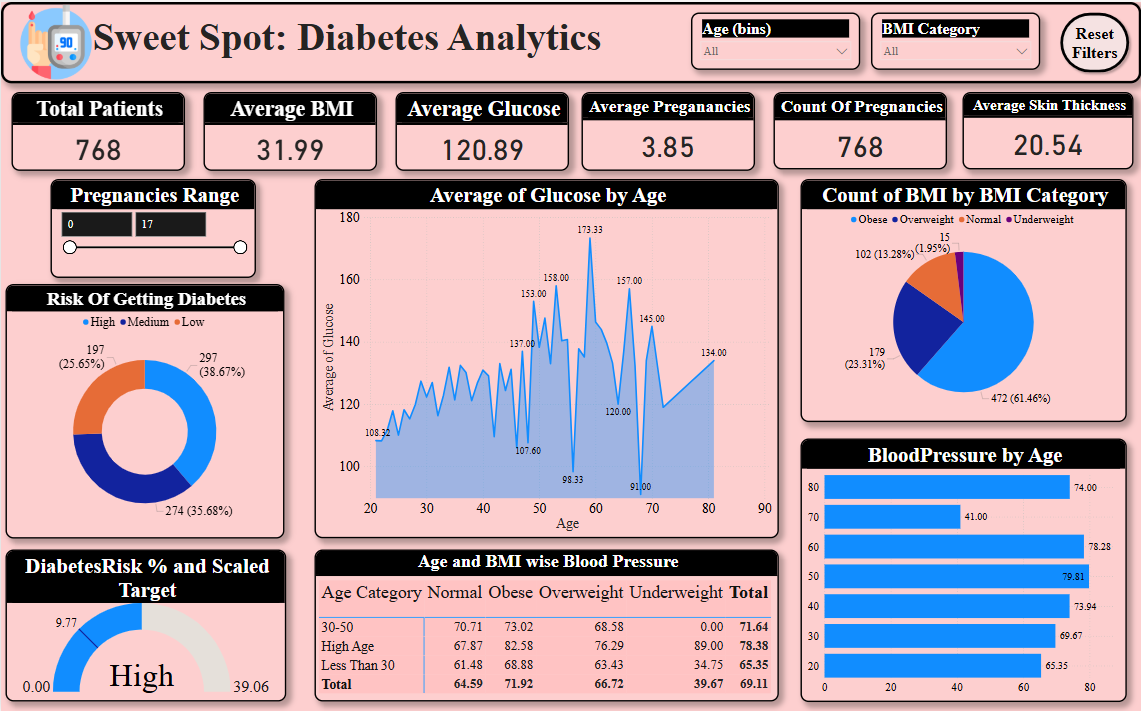 90
Sweet Spot: Diabetes Analytics
Age (bins)
All
BMI Category
All
Reset
Filters
Total Patients
768
Average BMI
31.99
Average Glucose
120.89
Average Preganancies
3.85
Count Of Pregnancies
768
Average Skin Thickness
20.54
Pregnancies Range
0
17
Risk Of Getting Diabetes
High Medium Low
197
(25.65%)
297
(38.67%)
274 (35.68%)
DiabetesRisk % and Scaled
Target
9.77
High
0.00
39.06
Average of Glucose by Age
Average of Glucose
180
160
140
120
100
108.32
137.00
107.60
153.00
158.00
98.33
173.33
120.00
157.00
91.00
145.00
134.00
20 30 40 50 60 70 80 90
Age
Age and BMI wise Blood Pressure
Age Category Normal Obese Overweight Underweight Total
30-50 70.71 73.02 68.58 0.00 71.64
High Age 67.87 82.58 76.29 89.00 78.38
Less Than 30 61.48 68.88 63.43 34.75 65.35
Total 64.59 71.92 66.72 39.67 69.11
Count of BMI by BMI Category
Obese Overweight Normal Underweight
15
(1.95%)
102 (13.28%)
179
(23.31%)
472 (61.46%)
BloodPressure by Age
80 74.00
70 41.00
60 78.28
50 79.81
40 73.94
30 69.67
20 65.35
0 20 40 60 80